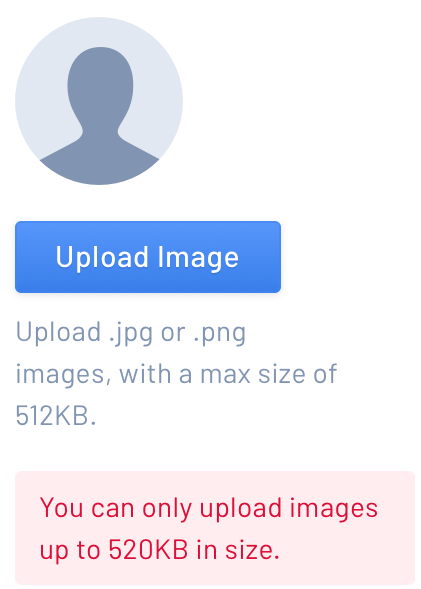 Upload Image
Upload .jpg or .png
images, with a max size of
512KB.
You can only upload images
up to 520KB in size.